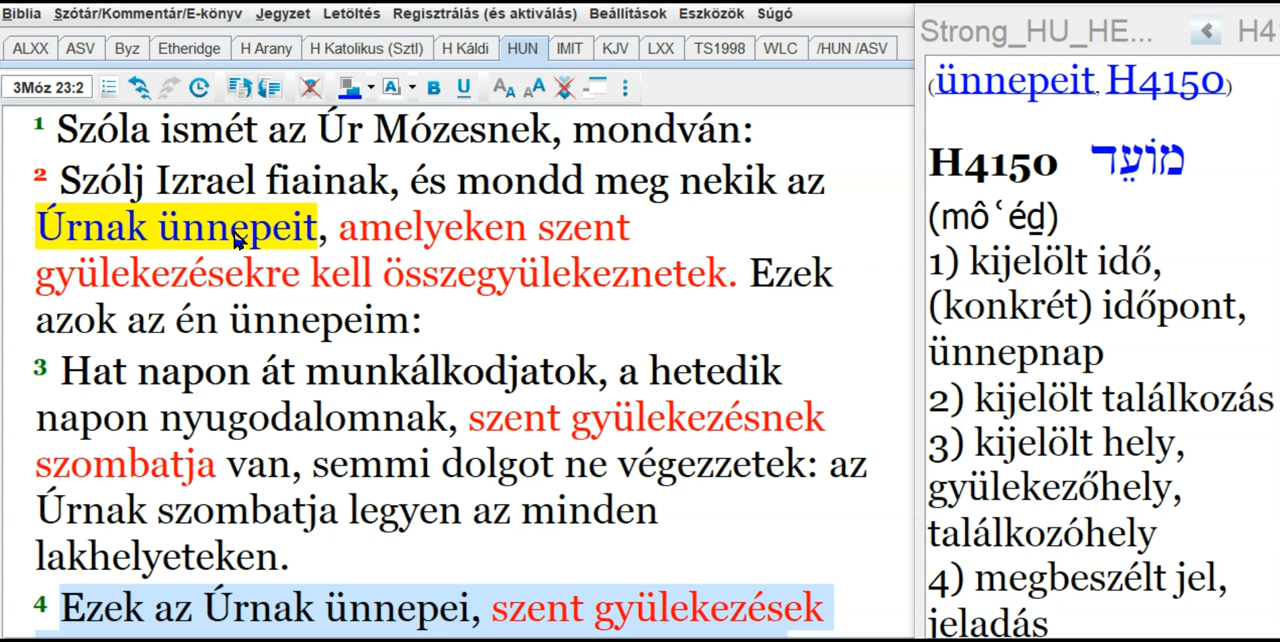 Biblia Szótár/Kommentár/E-könyv Jegyzet Letöltés Regisztrálás (és aktiválás) Beállítások Eszközök Súgó
ALXX ASV Byz Etheridge H Arany H Katolikus (Sztl) H Káldi HUN IMIT KJV LXX TS1998 WLC /HUN /ASV
3Móz 23:2 A B U AA AA
1 Szóla ismét az Úr Mózesnek, mondván:
2 Szólj Izrael fiainak, és mondd meg nekik az
Úrnak ünnepeit, amelyeken szent
gyülekezésekre kell összegyülekeznetek. Ezek
azok az én ünnepeim:
3 Hat napon át munkálkodjatok, a hetedik
napon nyugodalomnak, szent gyülekezésnek
szombatja van, semmi dolgot ne végezzetek: az
Úrnak szombatja legyen az minden
lakhelyeteken.
4 Ezek az Úrnak ünnepei, szent gyülekezések
Strong_HU_HE... H4
(ünnepeit, H4150)
H4150 מוֹעֵד
(môʿéḏ)
1) kijelölt idő,
(konkrét) időpont,
ünnepnap
2) kijelölt találkozás
3) kijelölt hely,
gyülekezőhely,
találkozóhely
4) megbeszélt jel,
jeladás